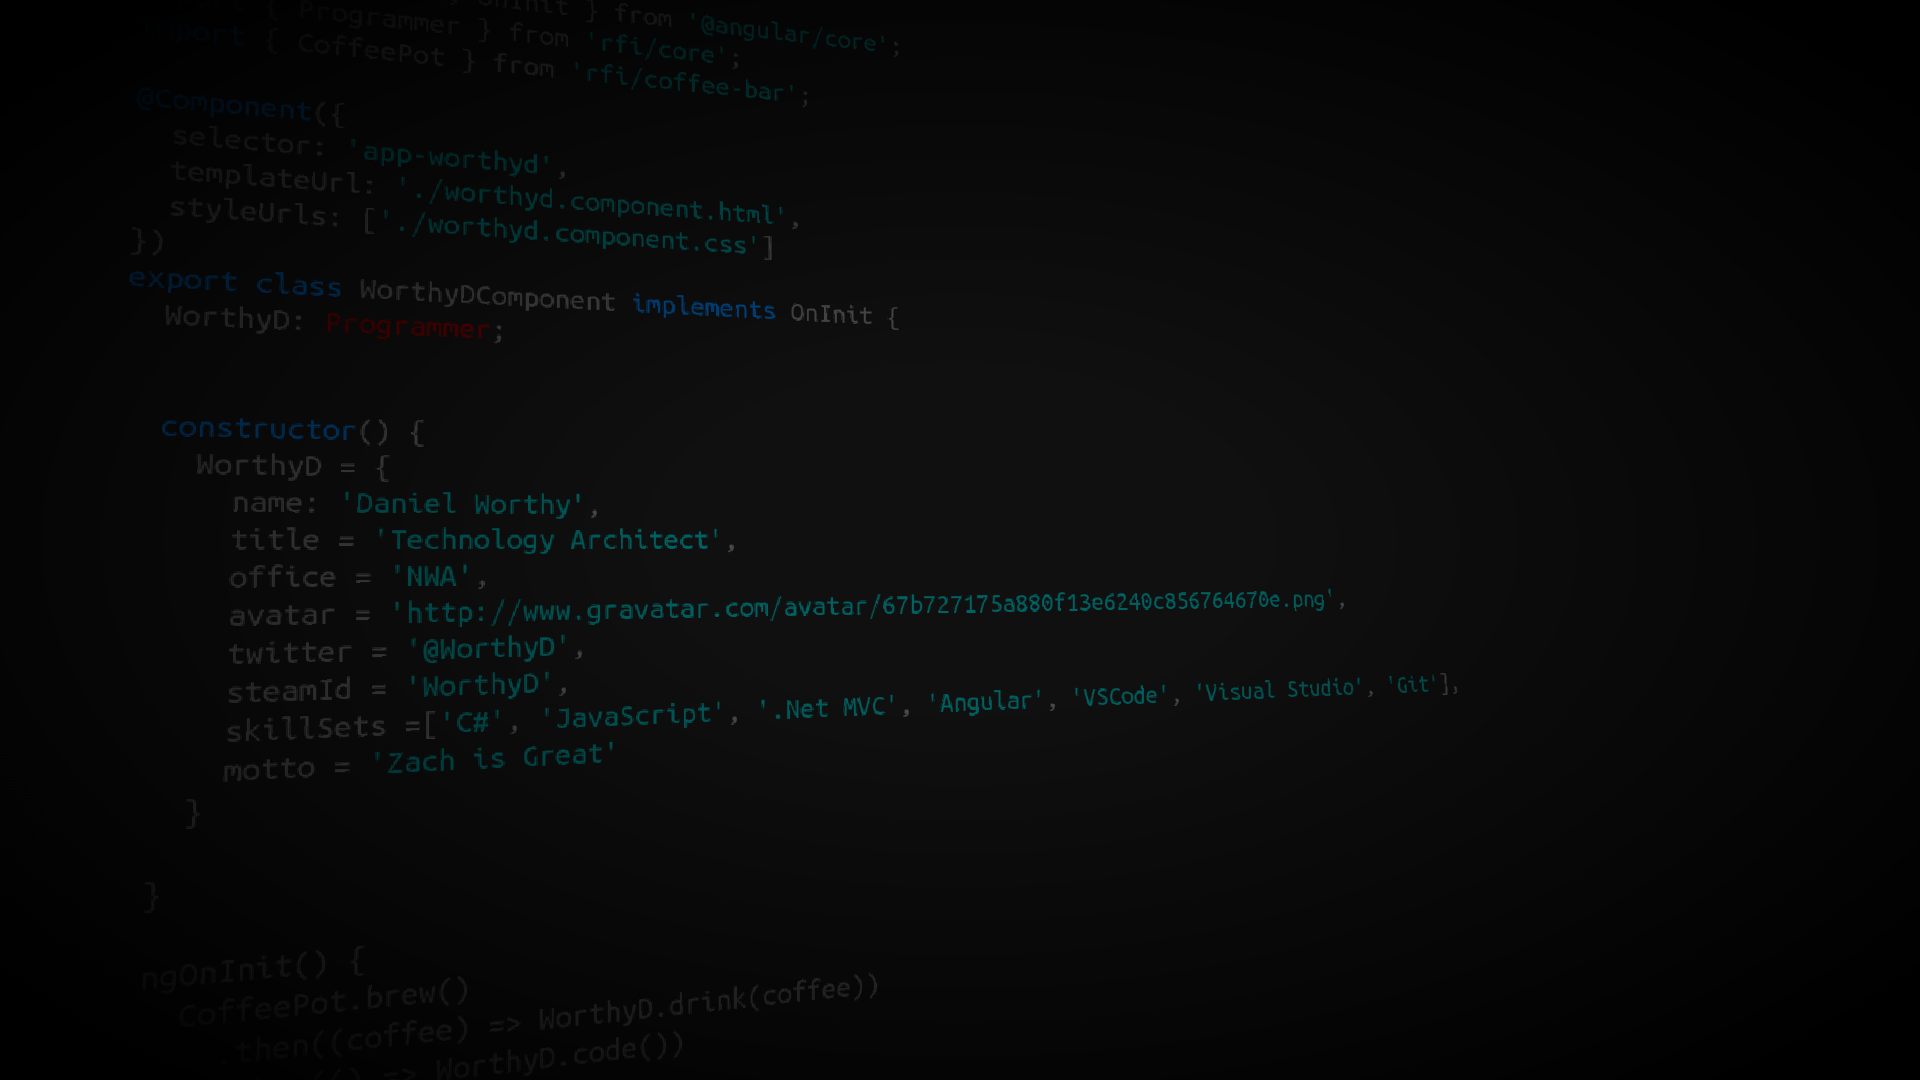 OnInit } from '@angular/core';
import { Programmer } from 'rfi/core';
import { CoffeePot } from 'rfi/coffee-bar';
@Component({
selector: 'app-worthyd',
templateUrl: './worthyd.component.html',
styleUrls: ['./worthyd.component.css']
})
export class WorthyDComponent implements OnInit {
WorthyD: Programmer;
constructor() {
WorthyD = {
name: 'Daniel Worthy',
title = 'Technology Architect',
office = 'NWA',
avatar = 'http://www.gravatar.com/avatar/67b727175a880f13e6240c856764670e.png',
twitter = '@WorthyD',
steamId = 'WorthyD',
skillSets =['C#', 'JavaScript', '.Net MVC', 'Angular', 'VSCode', 'Visual Studio', 'Git'],
motto = 'Zach is Great'
}
}
ngOnInit() {
CoffeePot.brew()
.then((coffee) => WorthyD.drink(coffee))
(() => WorthyD.code())